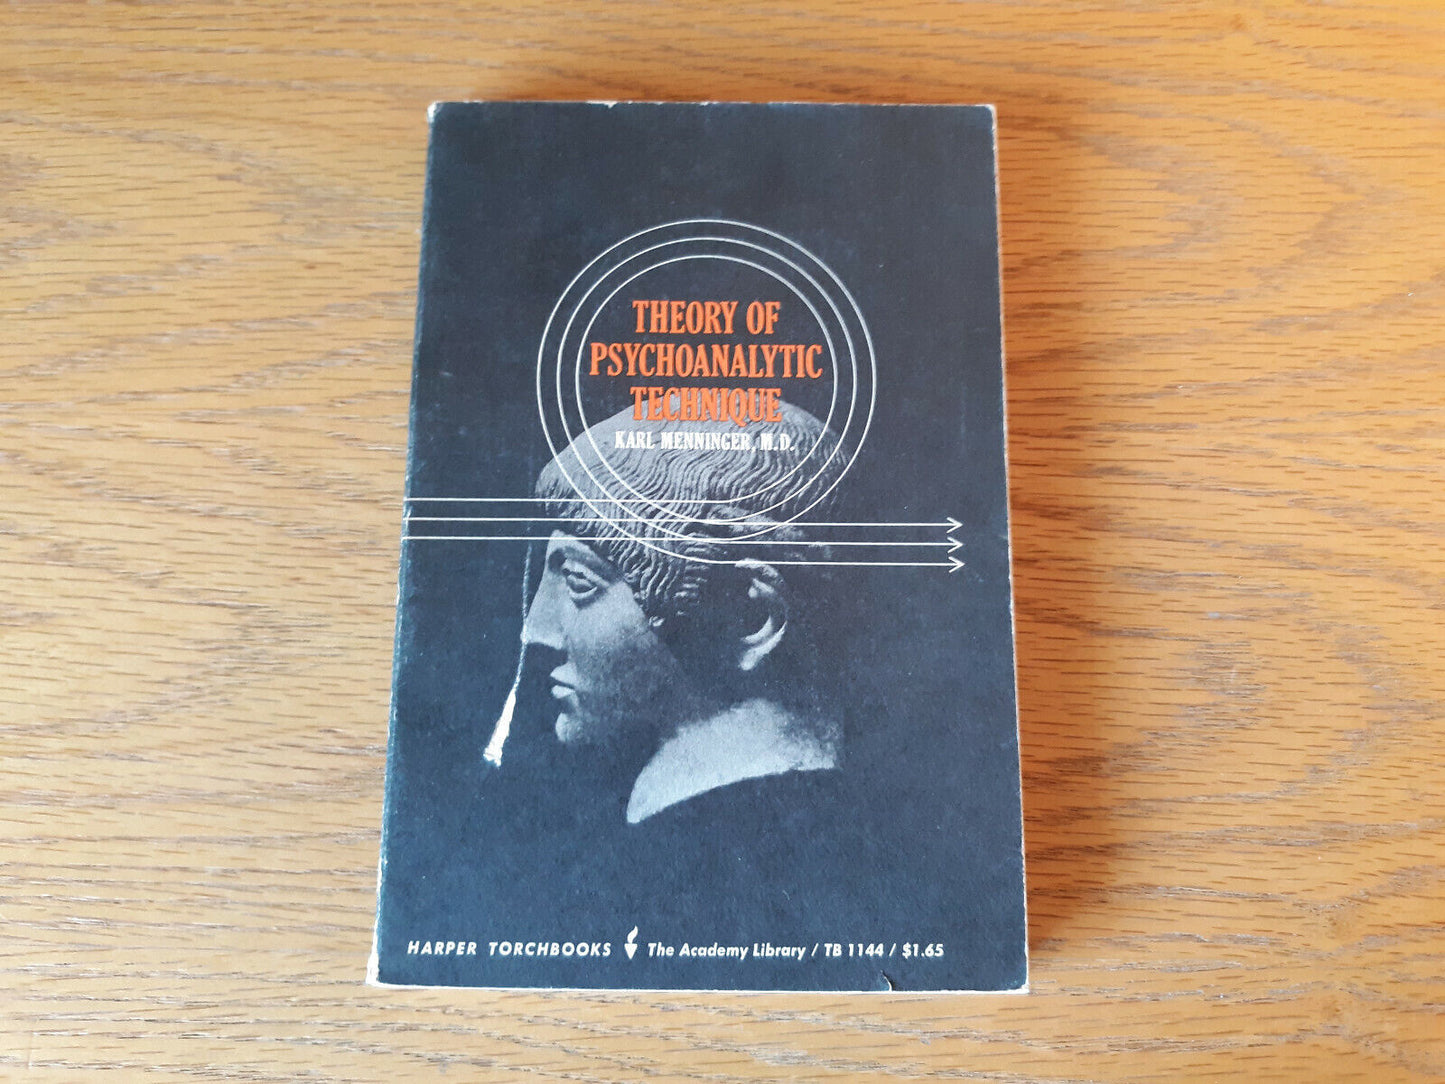 THEORY OF
PSYCHOANALYTIC
TECHNIQUE
KARL MENNINGER, M.D.
HARPER TORCHBOOKS The Academy Library / TB 1144 / $1.65